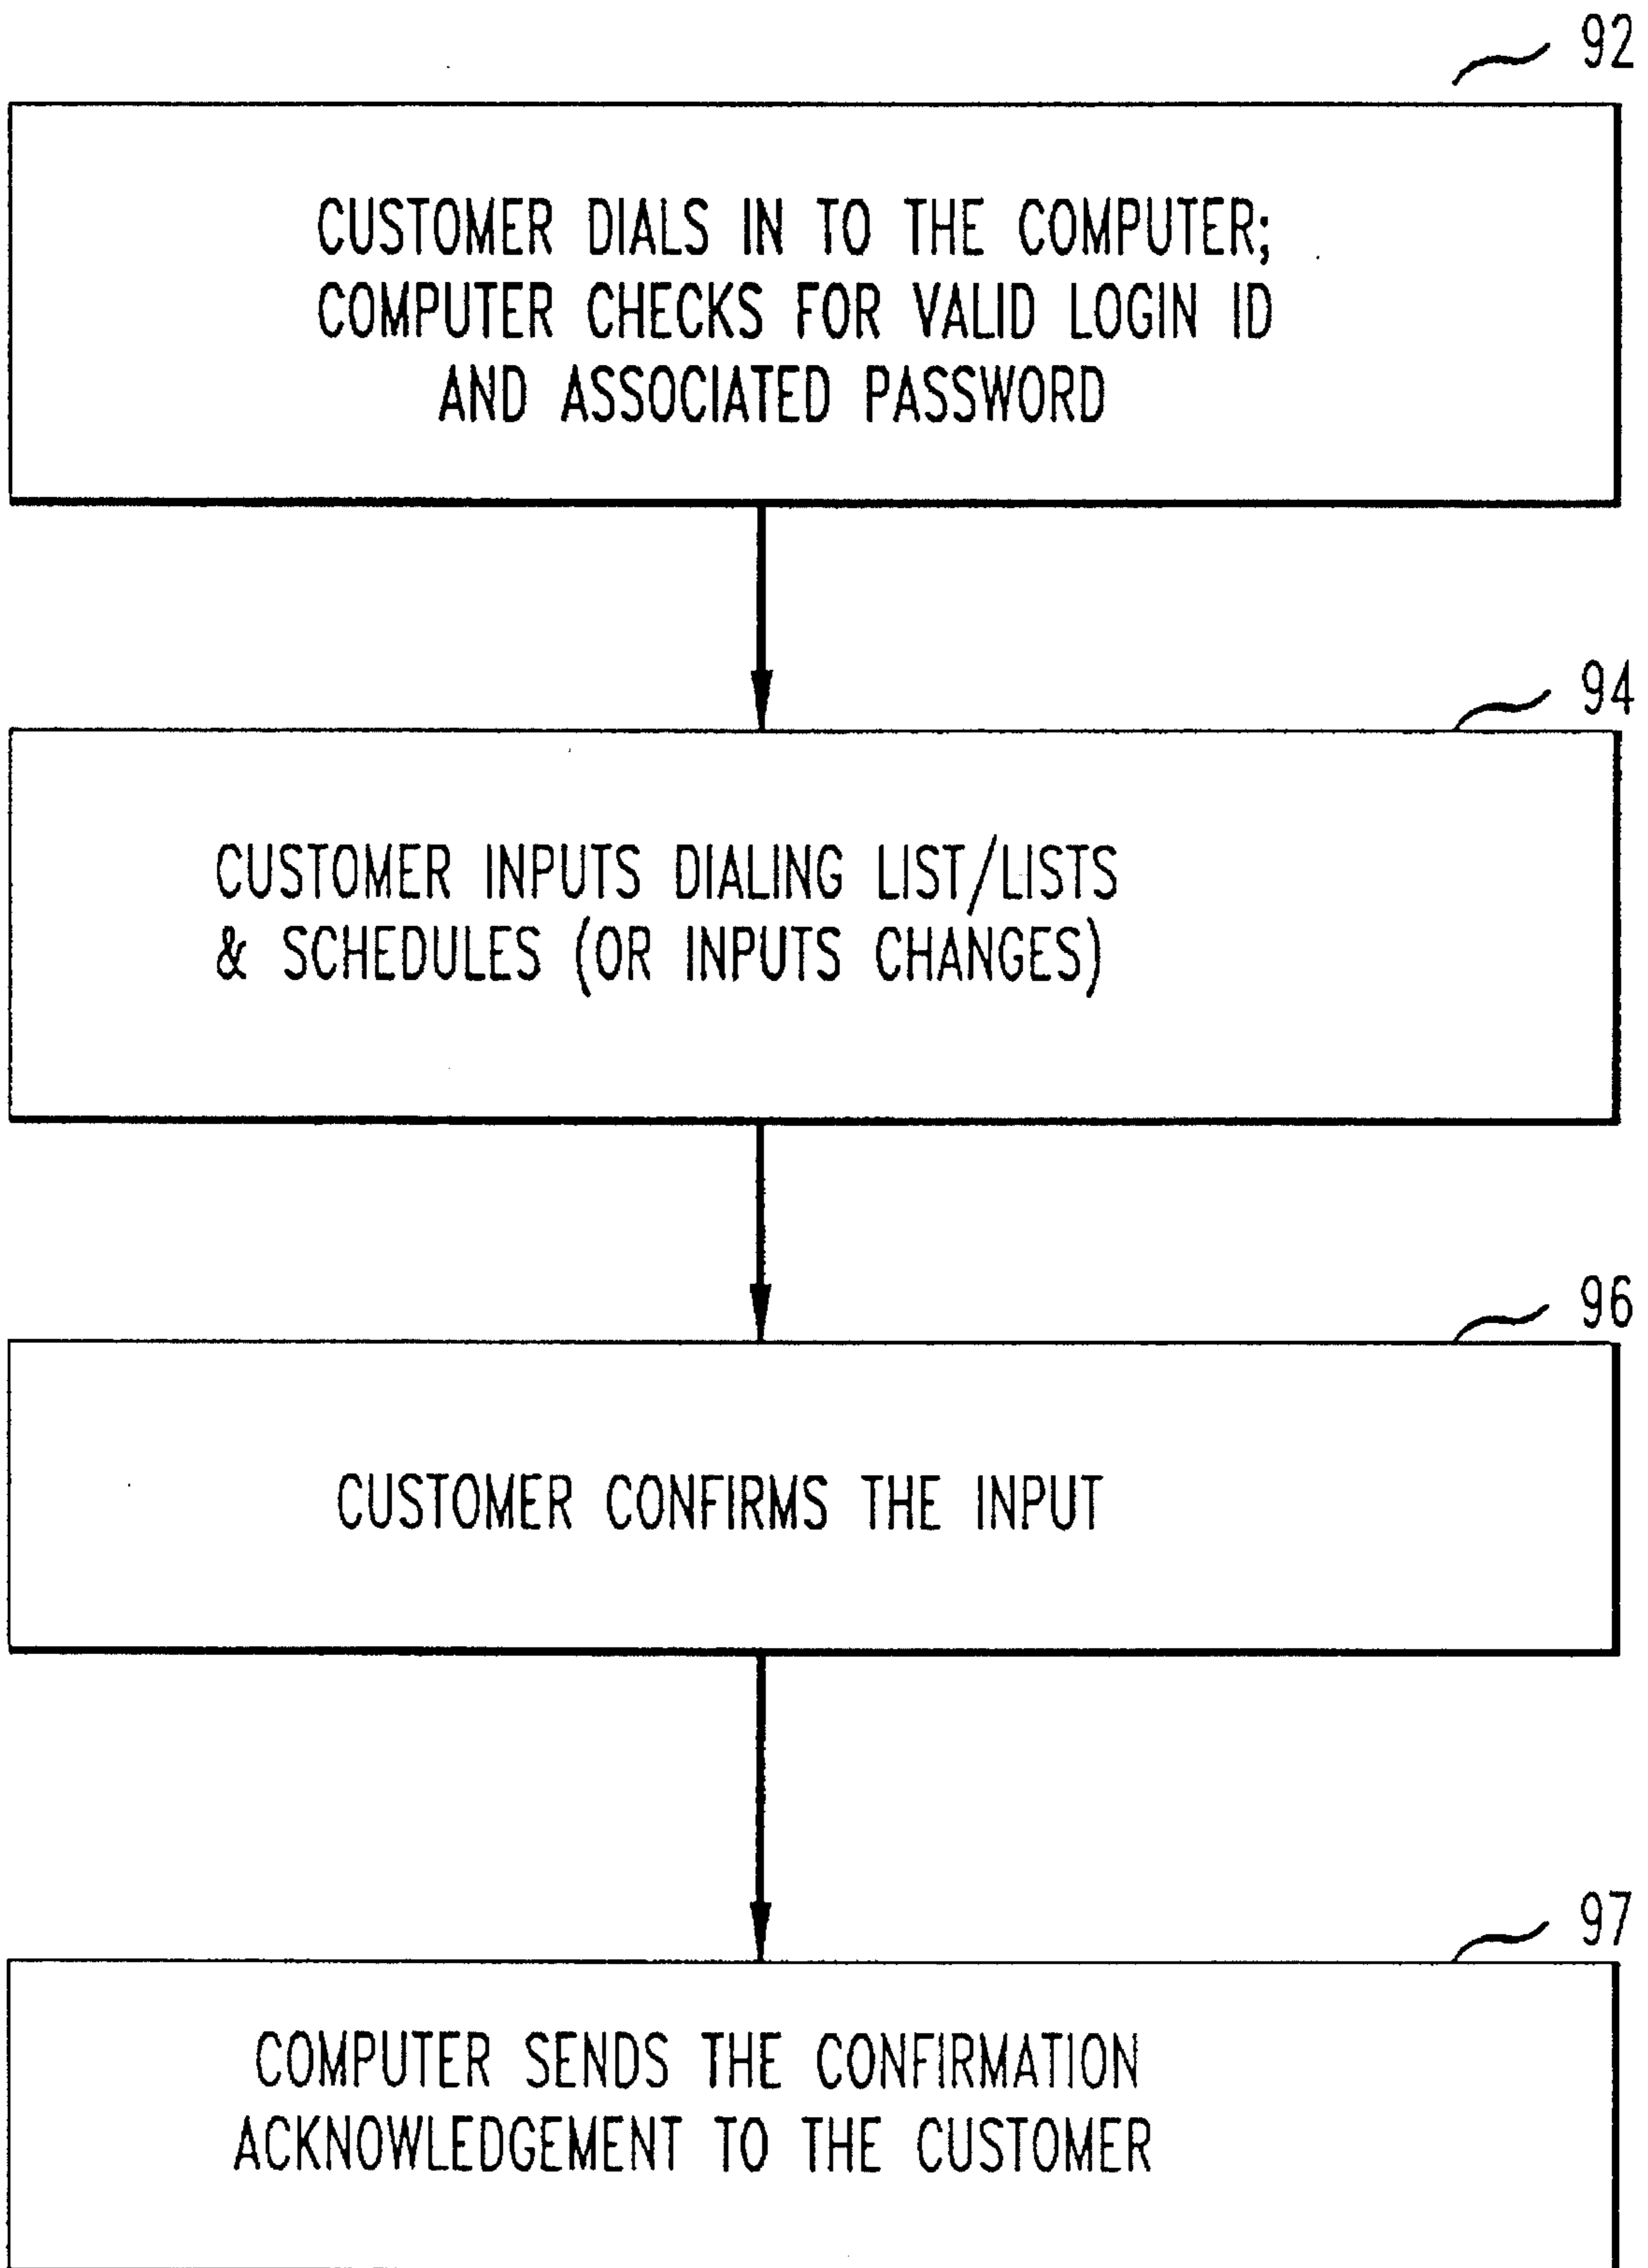 92
CUSTOMER DIALS IN TO THE COMPUTER;
COMPUTER CHECKS FOR VALID LOGIN ID
AND ASSOCIATED PASSWORD
94
CUSTOMER INPUTS DIALING LIST/LISTS
& SCHEDULES (OR INPUTS CHANGES)
96
CUSTOMER CONFIRMS THE INPUT
97
COMPUTER SENDS THE CONFIRMATION
ACKNOWLEDGEMENT TO THE CUSTOMER